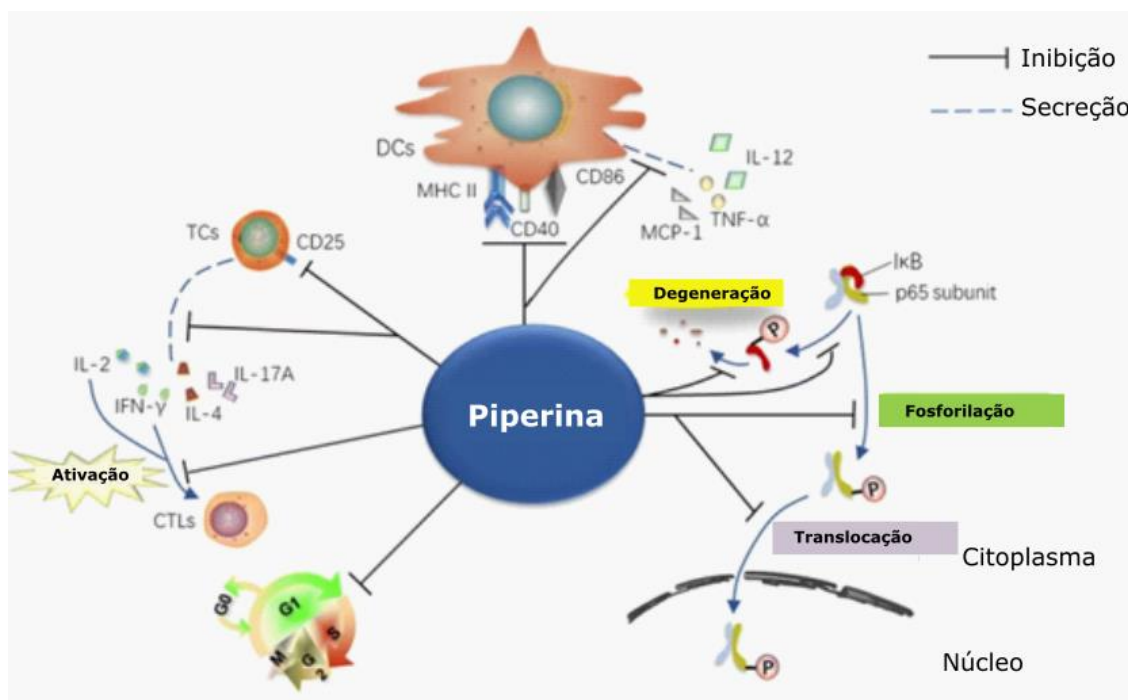 Inibição
Secreção
DCs
MHC II
CD40
CD86
IL-12
TNF-α
MCP-1
TCs
CD25
IL-2
IFN-γ
IL-4
IL-17A
Ativação
CTLs
Piperina
Degeneração
IκB
p65 subunit
P
Fosforilação
P
Translocação
Citoplasma
G0
G1
S
G
2
M
P
Núcleo